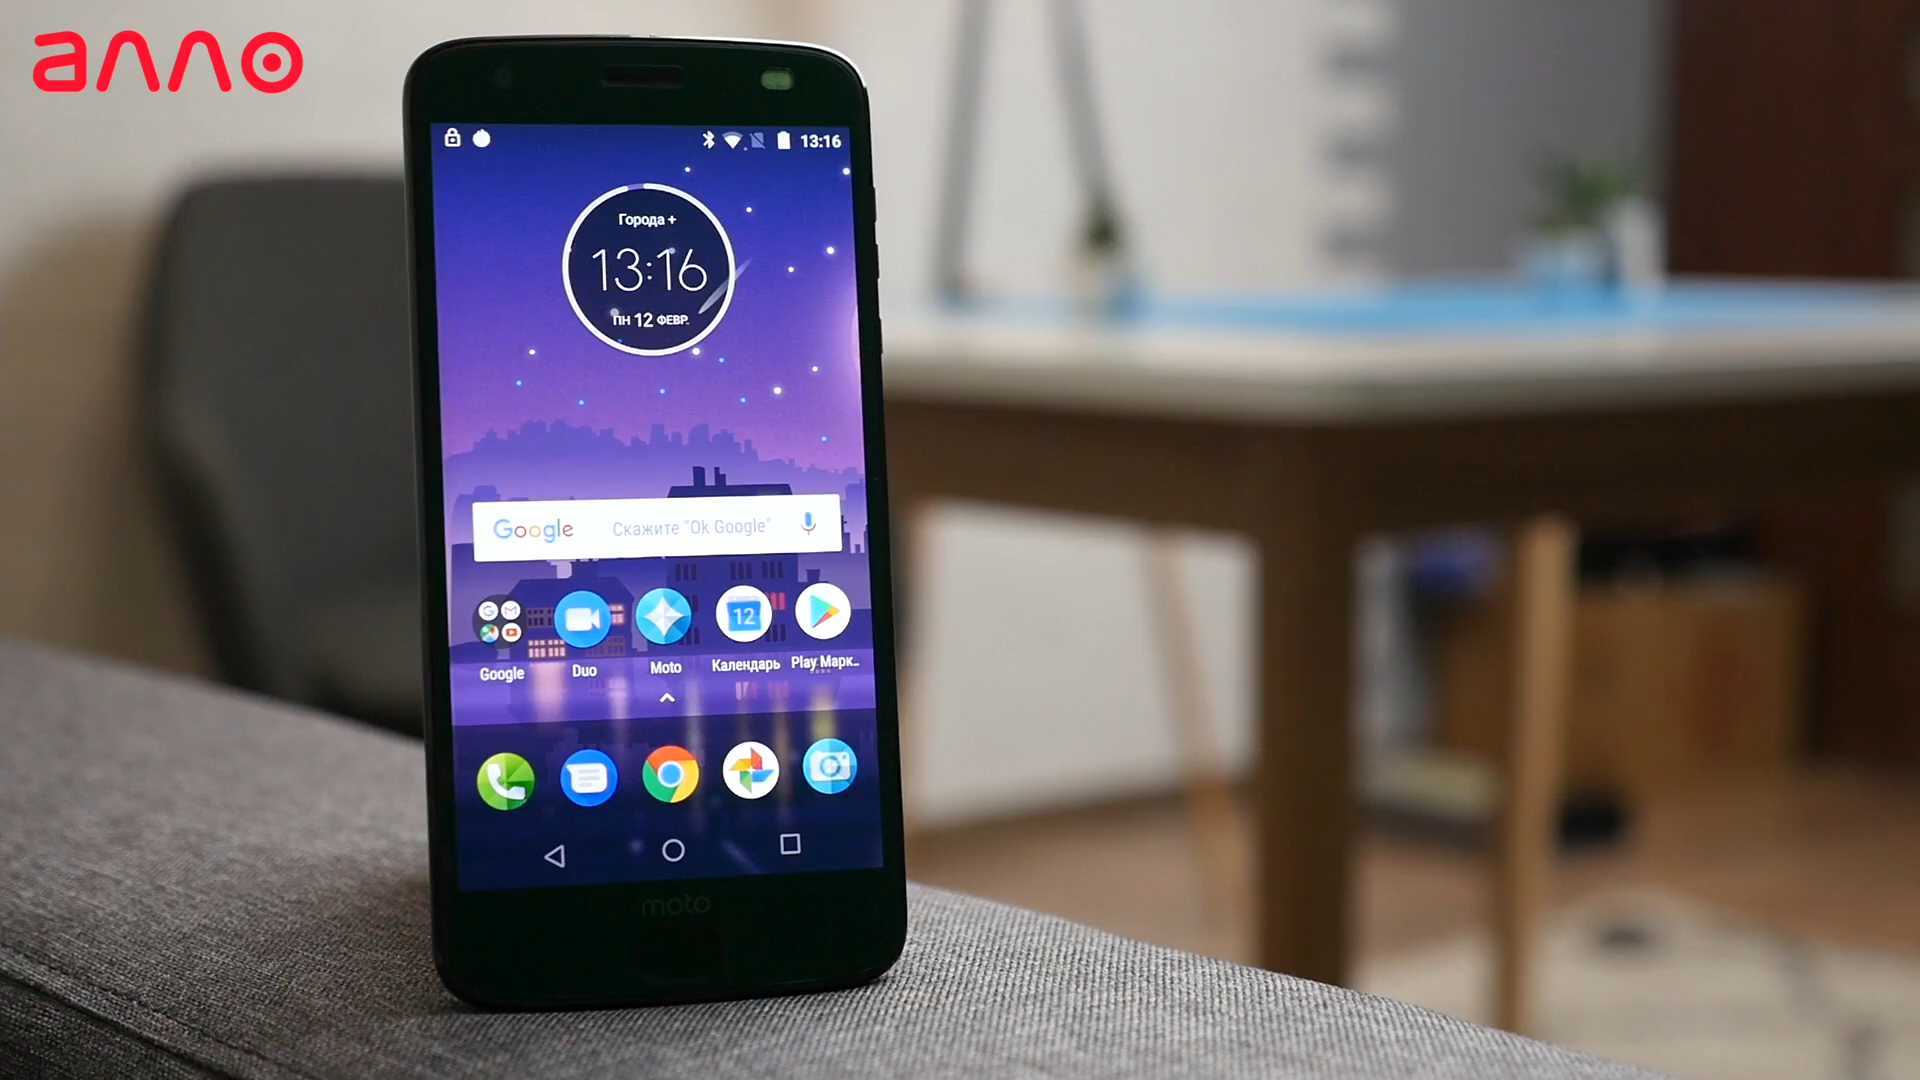 алло
13:16
Города +
13:16
ПН 12 ФЕВР.
Google Скажите "Ok Google"
12
Google Duo Moto Календарь Play Марк...
moto